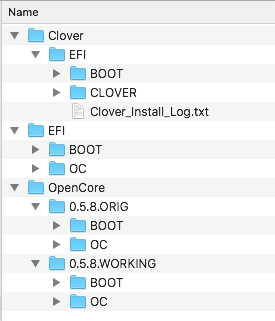 Name
Clover
EFI
BOOT
CLOVER
Clover_Install_Log.txt
EFI
BOOT
OC
OpenCore
0.5.8.ORIG
BOOT
OC
0.5.8.WORKING
BOOT
OC